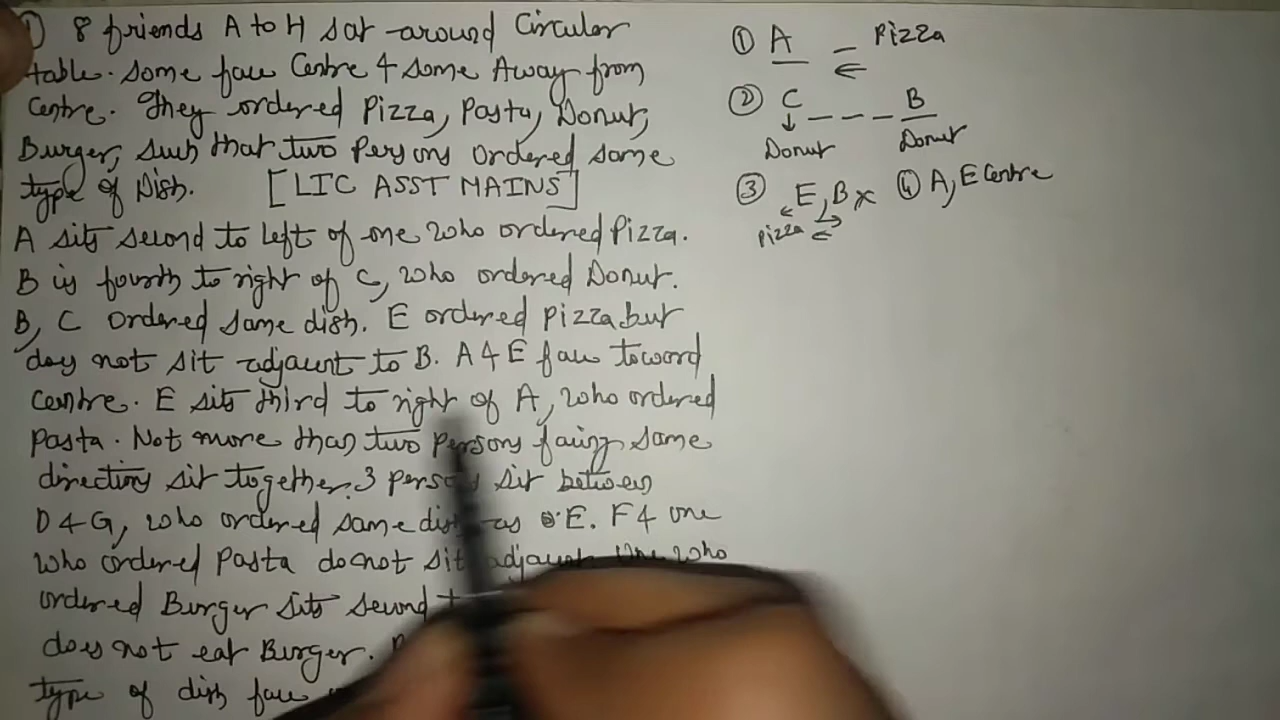 1) 8 friends A to H sat around Circular
table. Some face Centre & some Away from
Centre. They ordered Pizza, Pasta, Donut,
Burger, such that two Persons ordered same
type of Dish. [LIC ASST MAINS]
A sits second to left of one who ordered Pizza.
B is fourth to right of C, who ordered Donut.
B, C Ordered same dish. E ordered pizza but
does not sit adjacent to B. A & E face toward
centre. E sits third to right of A, who ordered
pasta. Not more than two persons facing same
directions sit together. 3 persons sit between
D & G, who ordered same dish as E. F & one
who ordered Pasta do not sit adjacent. who
ordered Burger sits second
does not eat Burger.
type of dish face
① A Pizza
② C _ _ _ B
Donut Donut
③ E, B × ④ A, E Centre
Pizza